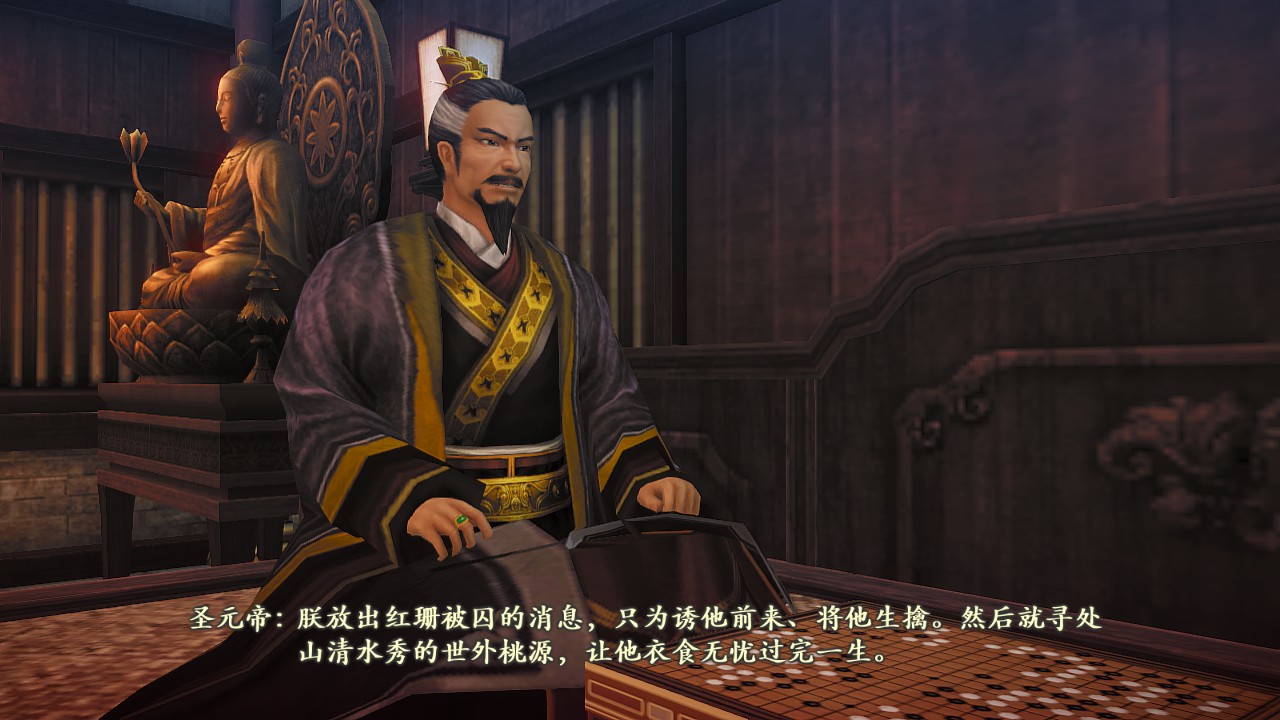 圣元帝：朕放出红珊被囚的消息，只为诱他前来、将他生擒。然后就寻处
山清水秀的世外桃源，让他衣食无忧过完一生。